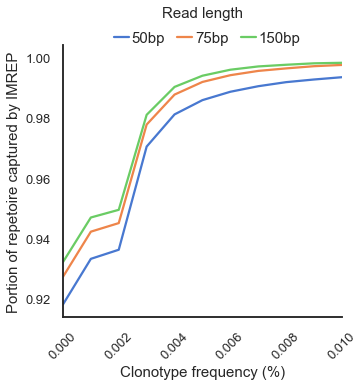 Read length
50bp 75bp 150bp
Portion of repetoire captured by IMREP
1.00
0.98
0.96
0.94
0.92
0.000 0.002 0.004 0.006 0.008 0.010
Clonotype frequency (%)